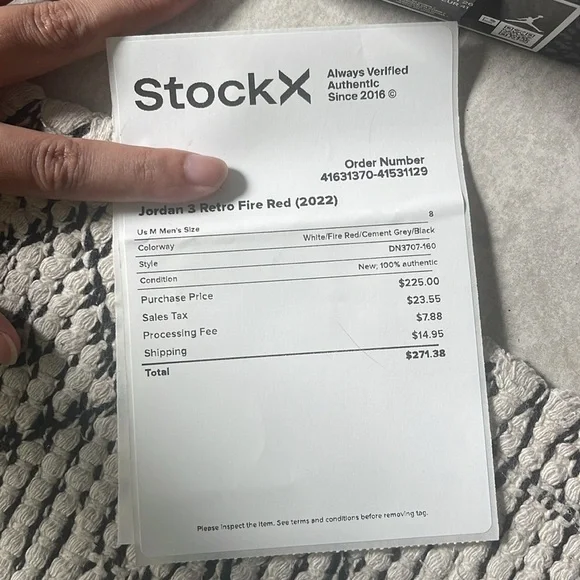 StockX
Always Verified
Authentic
Since 2016 ©
Order Number
41631370-41531129
Jordan 3 Retro Fire Red (2022)
Us M Men's Size 8
Colorway White/Fire Red/Cement Grey/Black
Style DN3707-160
Condition New, 100% authentic
Purchase Price $225.00
Sales Tax $23.55
Processing Fee $7.88
Shipping $14.95
Total $271.38
Please inspect the item. See terms and conditions before removing tag.